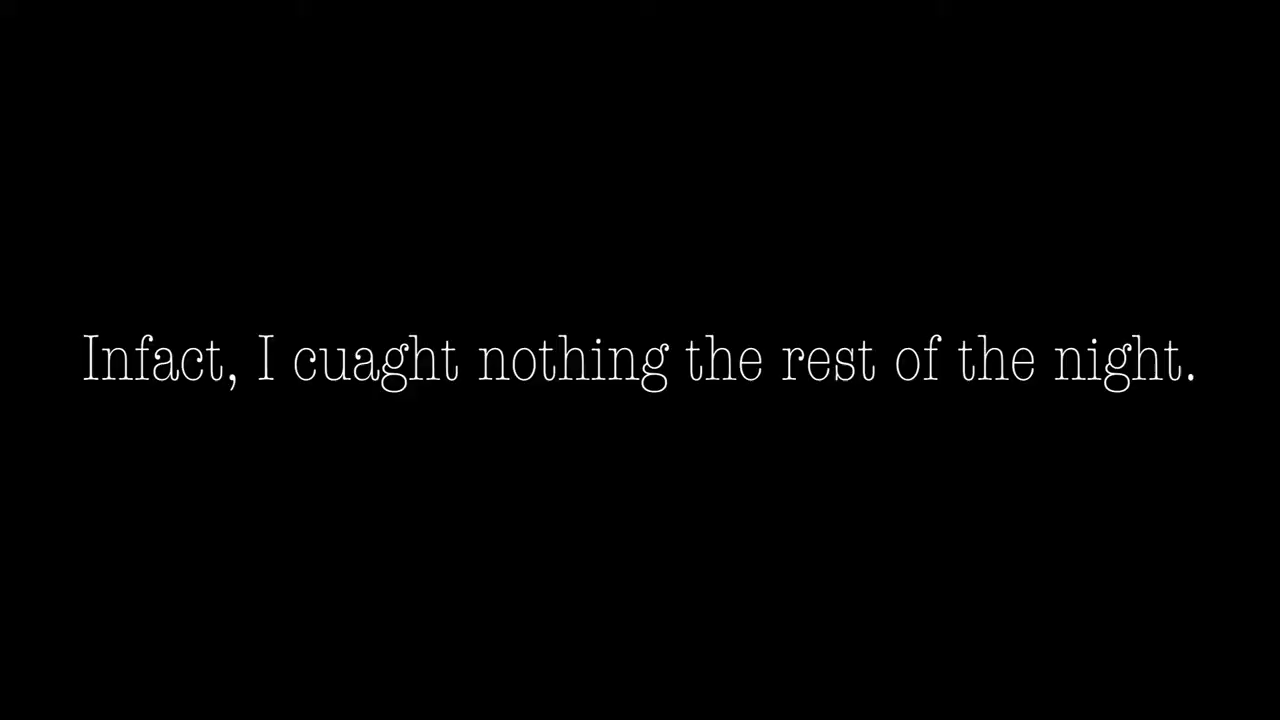 Infact, I cuaght nothing the rest of the night.